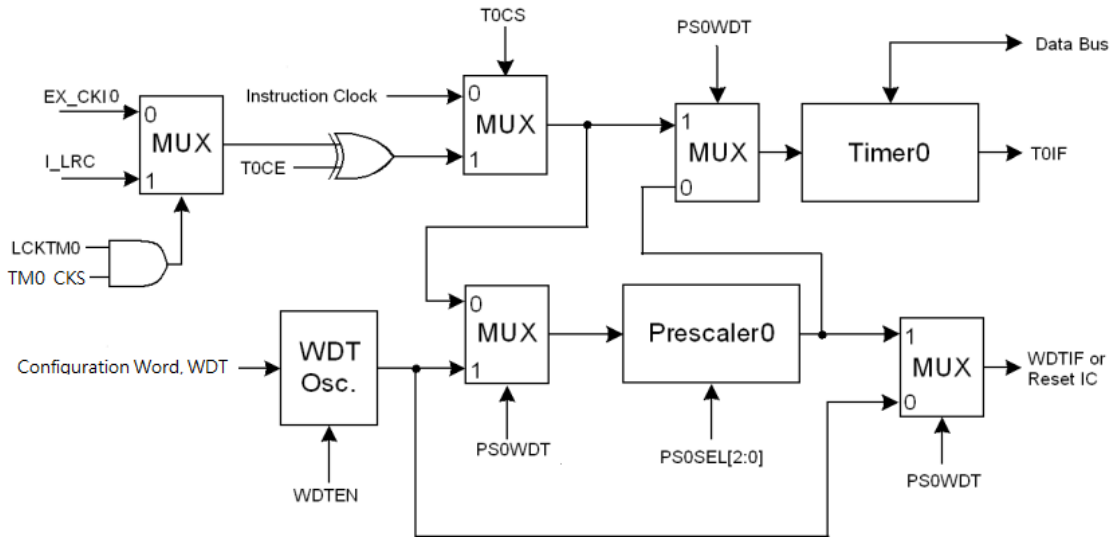 T0CS
PS0WDT
Data Bus
EX_CKI0
0
Instruction Clock
0
MUX
1
MUX
MUX
Timer0
T0IF
I_LRC
1
T0CE
1
0
LCKTM0
TM0 CKS
0
MUX
Prescaler0
1
MUX
WDTIF or
Reset IC
Configuration Word, WDT
WDT
Osc.
1
0
PS0WDT
PS0SEL[2:0]
PS0WDT
WDTEN